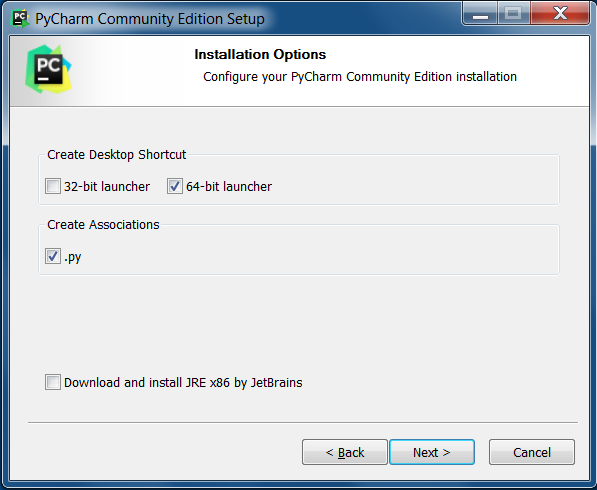 PC PyCharm Community Edition Setup
PC
Installation Options
Configure your PyCharm Community Edition installation
Create Desktop Shortcut
32-bit launcher 64-bit launcher
Create Associations
.py
Download and install JRE x86 by JetBrains
< Back Next > Cancel